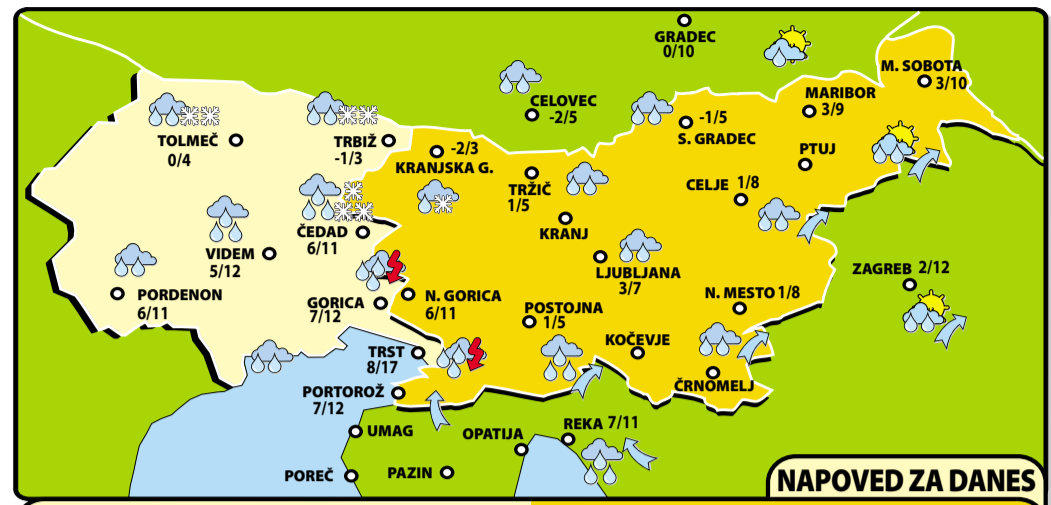 GRADEC
0/10
M. SOBOTA
3/10
CELOVEC
-2/5
MARIBOR
3/9
-1/5
S. GRADEC
TOLMEČ
0/4
TRBIŽ
-1/3
-2/3
KRANJSKA G.
PTUJ
TRŽIČ
1/5
CELJE 1/8
KRANJ
ČEDAD
6/11
VIDEM
5/12
LJUBLJANA
3/7
ZAGREB 2/12
PORDENON
6/11
GORICA
7/12
N. GORICA
6/11
N. MESTO 1/8
POSTOJNA
1/5
KOČEVJE
TRST
8/17
ČRNOMELJ
PORTOROŽ
7/12
UMAG
OPATIJA
REKA 7/11
POREČ
PAZIN
NAPOVED ZA DANES